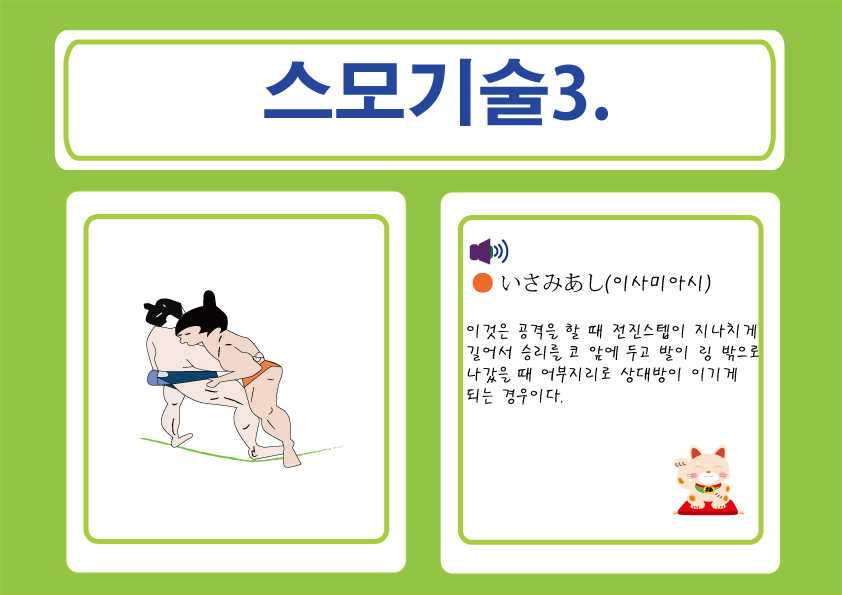 스모기술3.
いさみあし(이사미아시)
이것은 공격을 할 때 전진스텝이 지나치게
길어서 승리를 코 앞에 두고 발이 링 밖으로
나갔을 때 어부지리로 상대방이 이기게
되는 경우이다.